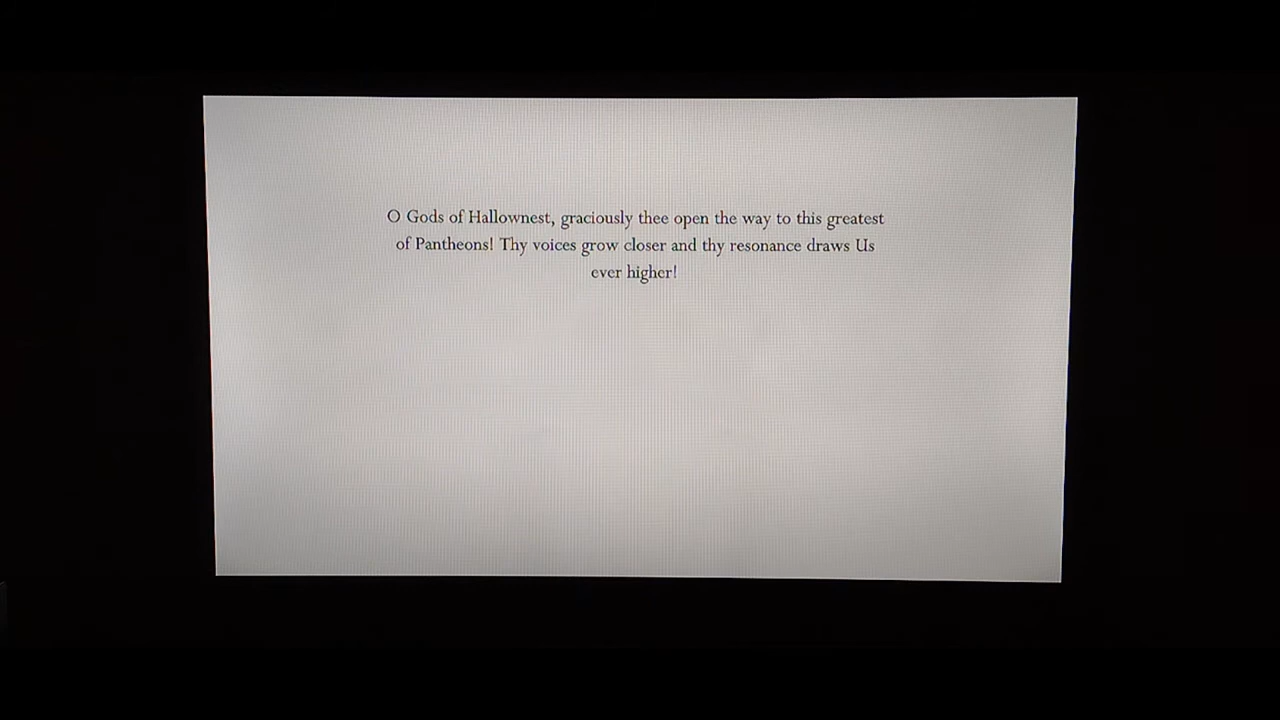 O Gods of Hallownest, graciously thee open the way to this greatest
of Pantheons! Thy voices grow closer and thy resonance draws Us
ever higher!